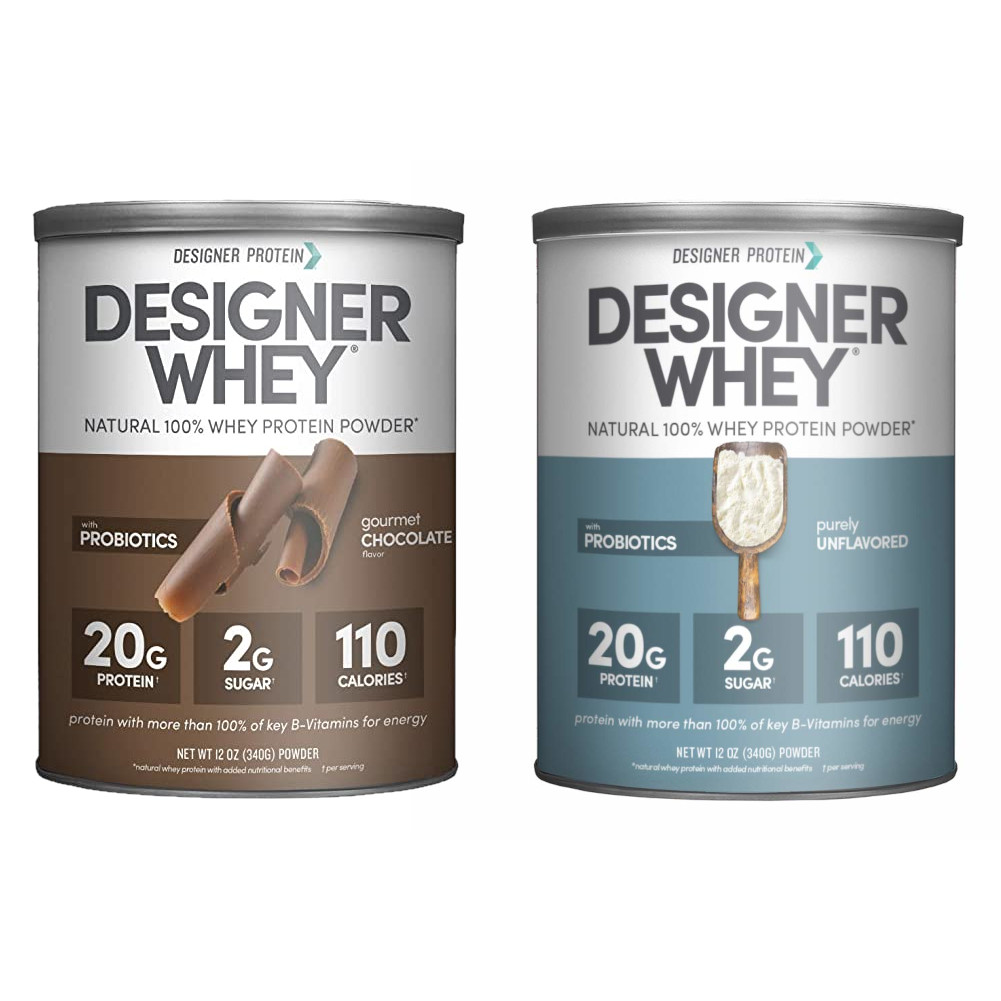 DESIGNER PROTEIN
DESIGNER
WHEY®
NATURAL 100% WHEY PROTEIN POWDER*
with
PROBIOTICS
gourmet
CHOCOLATE
flavor
20G
PROTEIN†
2G
SUGAR†
110
CALORIES†
protein with more than 100% of key B-Vitamins for energy
NET WT 12 OZ (340G) POWDER
*natural whey protein with added nutritional benefits † per serving
DESIGNER PROTEIN
DESIGNER
WHEY®
NATURAL 100% WHEY PROTEIN POWDER*
with
PROBIOTICS
purely
UNFLAVORED
20G
PROTEIN†
2G
SUGAR†
110
CALORIES†
protein with more than 100% of key B-Vitamins for energy
NET WT 12 OZ (340G) POWDER
*natural whey protein with added nutritional benefits † per serving